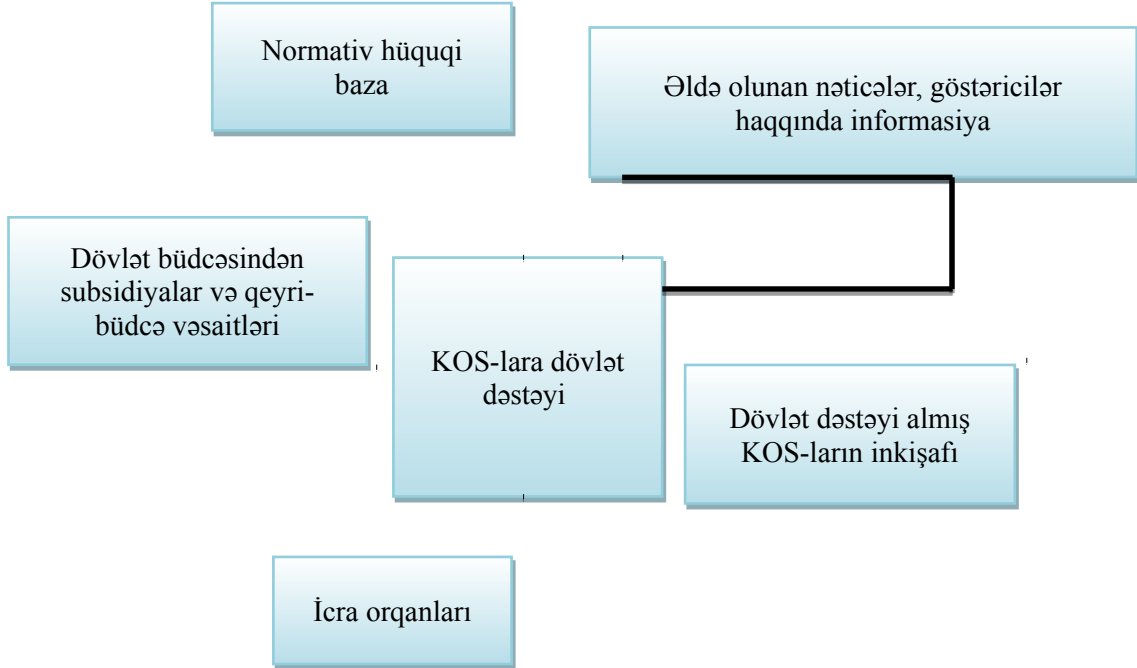 Normativ hüquqi
baza
Əldə olunan nəticələr, göstəricilər
haqqında informasiya
Dövlət büdcəsindən
subsidiyalar və qeyri-
büdcə vəsaitləri
KOS-lara dövlət
dəstəyi
Dövlət dəstəyi almış
KOS-ların inkişafı
İcra orqanları